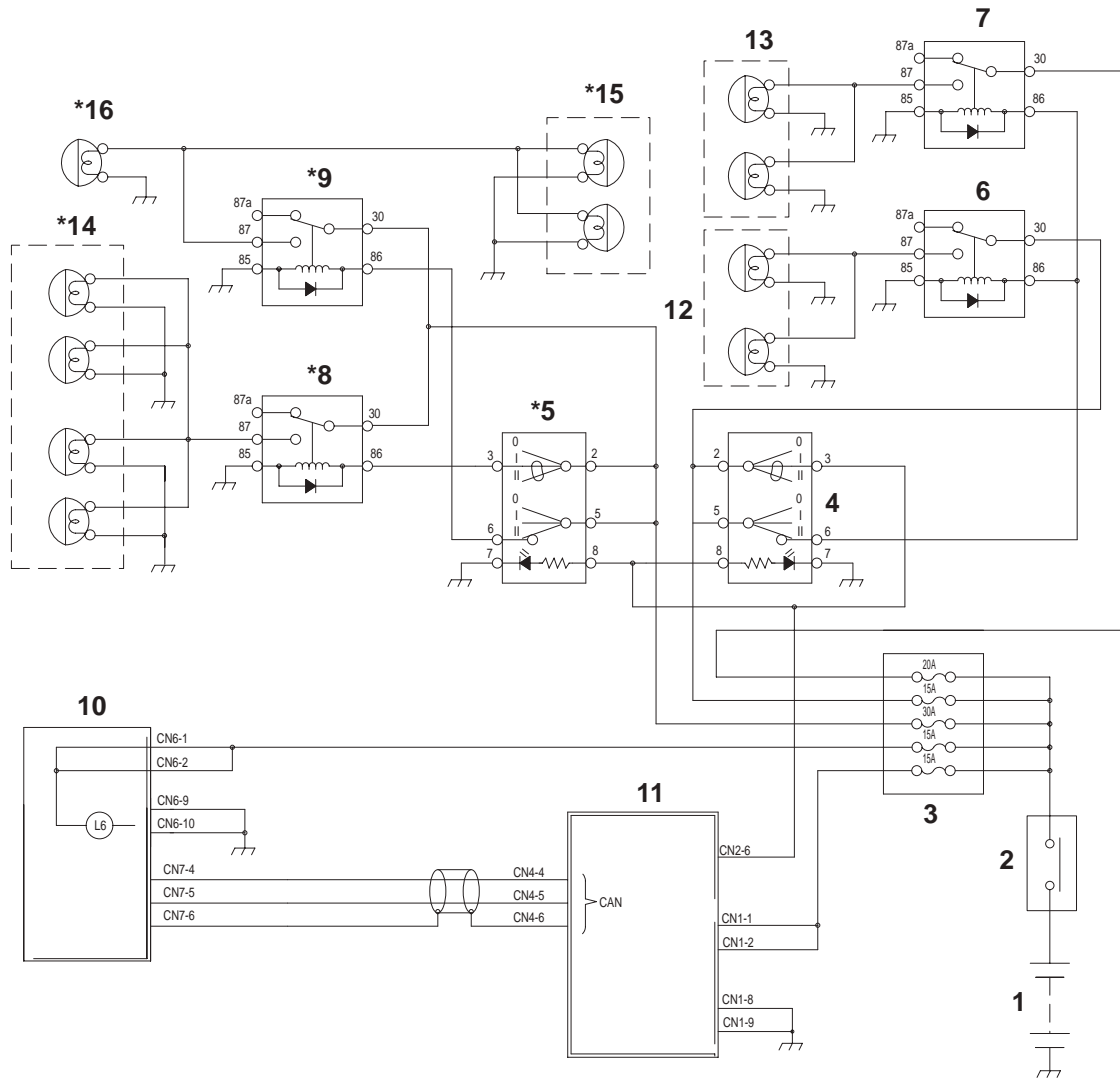 7
13
87a
30
87
85
86
*16
*15
*9
87a
30
87
85
86
6
87a
30
87
85
86
*14
12
*8
87a
30
87
85
86
*5
3
0
I
II
2
0
I
II
5
6
7
8
2
0
I
II
3
4
5
0
I
II
6
8
7
20A
15A
30A
15A
15A
3
10
CN6-1
CN6-2
L6
CN6-9
CN6-10
CN7-4
CN7-5
CN7-6
11
CN4-4
CN4-5
CN4-6
CAN
CN2-6
CN1-1
CN1-2
CN1-8
CN1-9
2
1